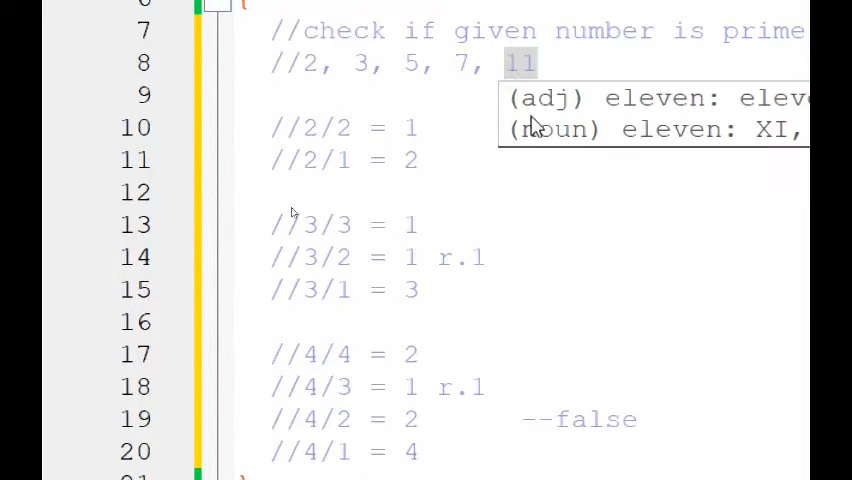 {
7 //check if given number is prime
8 //2, 3, 5, 7, 11
9 (adj) eleven:
10 //2/2 = 1 (noun) eleven: XI,
11 //2/1 = 2
12
13 //3/3 = 1
14 //3/2 = 1 r.1
15 //3/1 = 3
16
17 //4/4 = 2
18 //4/3 = 1 r.1
19 //4/2 = 2 --false
20 //4/1 = 4